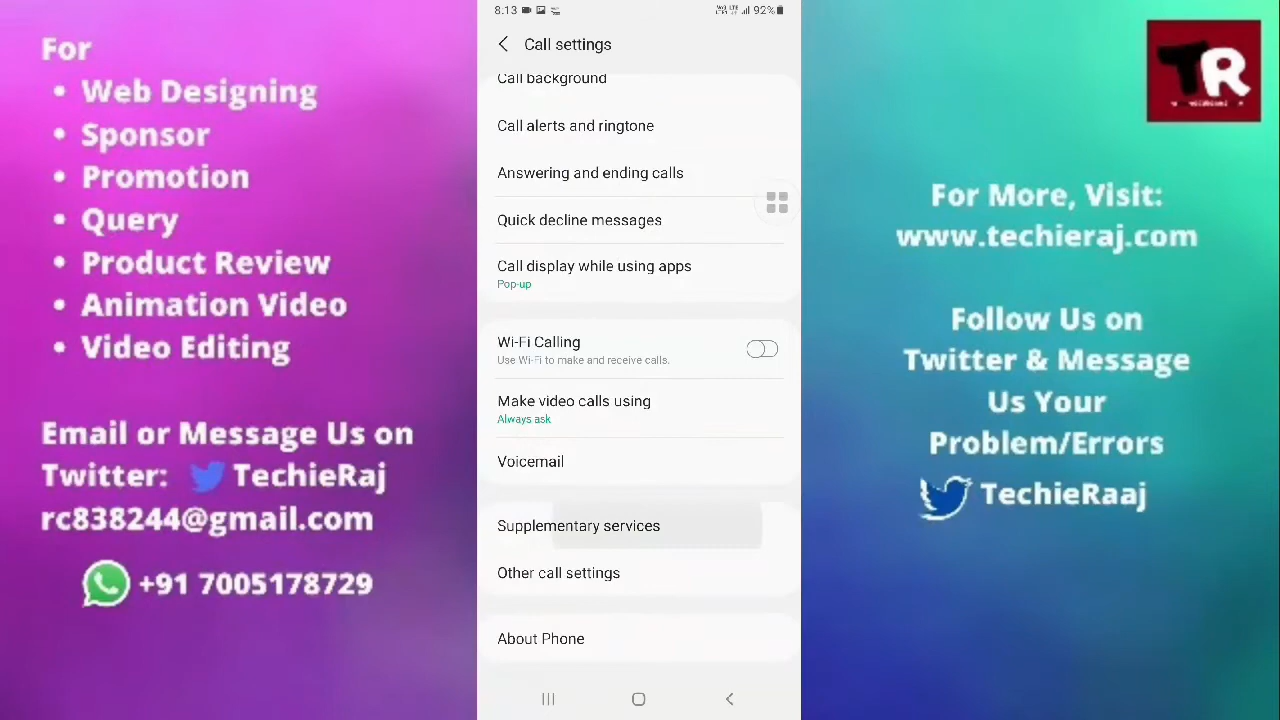 For
• Web Designing
• Sponsor
• Promotion
• Query
• Product Review
• Animation Video
• Video Editing
Email or Message Us on
Twitter: TechieRaj
rc838244@gmail.com
+91 7005178729
8:13
92%
Call settings
Call background
Call alerts and ringtone
Answering and ending calls
Quick decline messages
Call display while using apps
Pop-up
Wi-Fi Calling
Use Wi-Fi to make and receive calls.
Make video calls using
Always ask
Voicemail
Supplementary services
Other call settings
About Phone
TR
For More, Visit:
www.techieraj.com
Follow Us on
Twitter & Message
Us Your
Problem/Errors
TechieRaaj